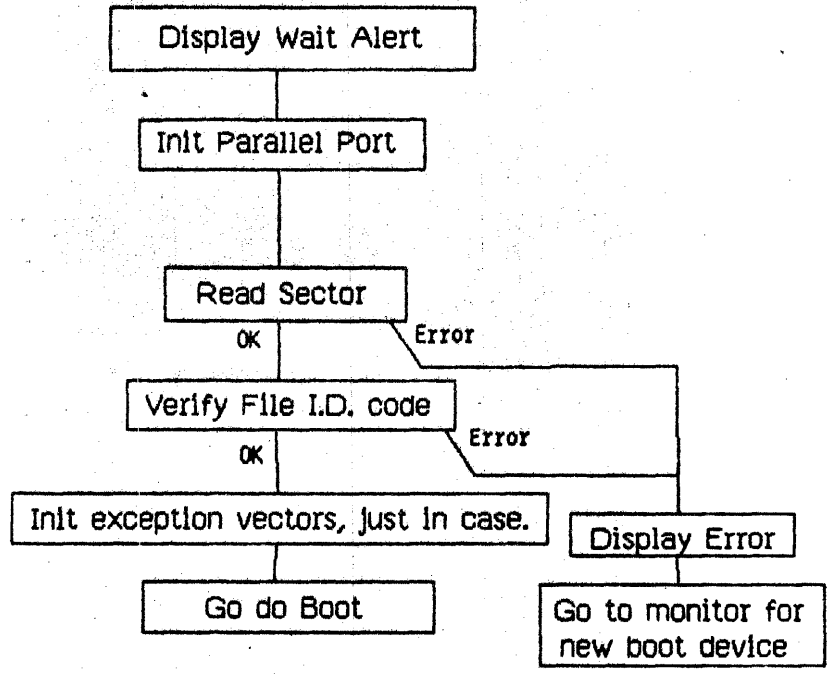 Display Wait Alert
Init Parallel Port
Read Sector
OK
Error
Verify File I.D. code
OK
Error
Init exception vectors, just in case.
Display Error
Go do Boot
Go to monitor for
new boot device